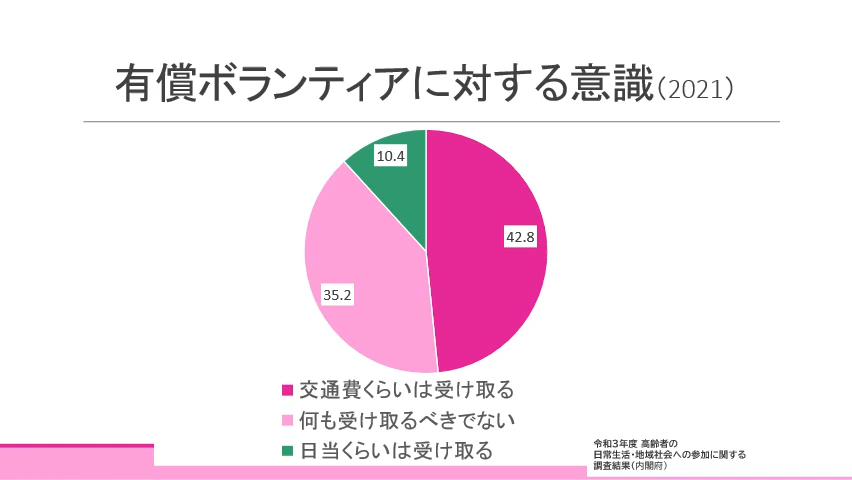 有償ボランティアに対する意識（2021）
10.4
42.8
35.2
交通費くらいは受け取る
何も受け取るべきでない
日当くらいは受け取る
令和３年度 高齢者の
日常生活・地域社会への参加に関する
調査結果（内閣府）